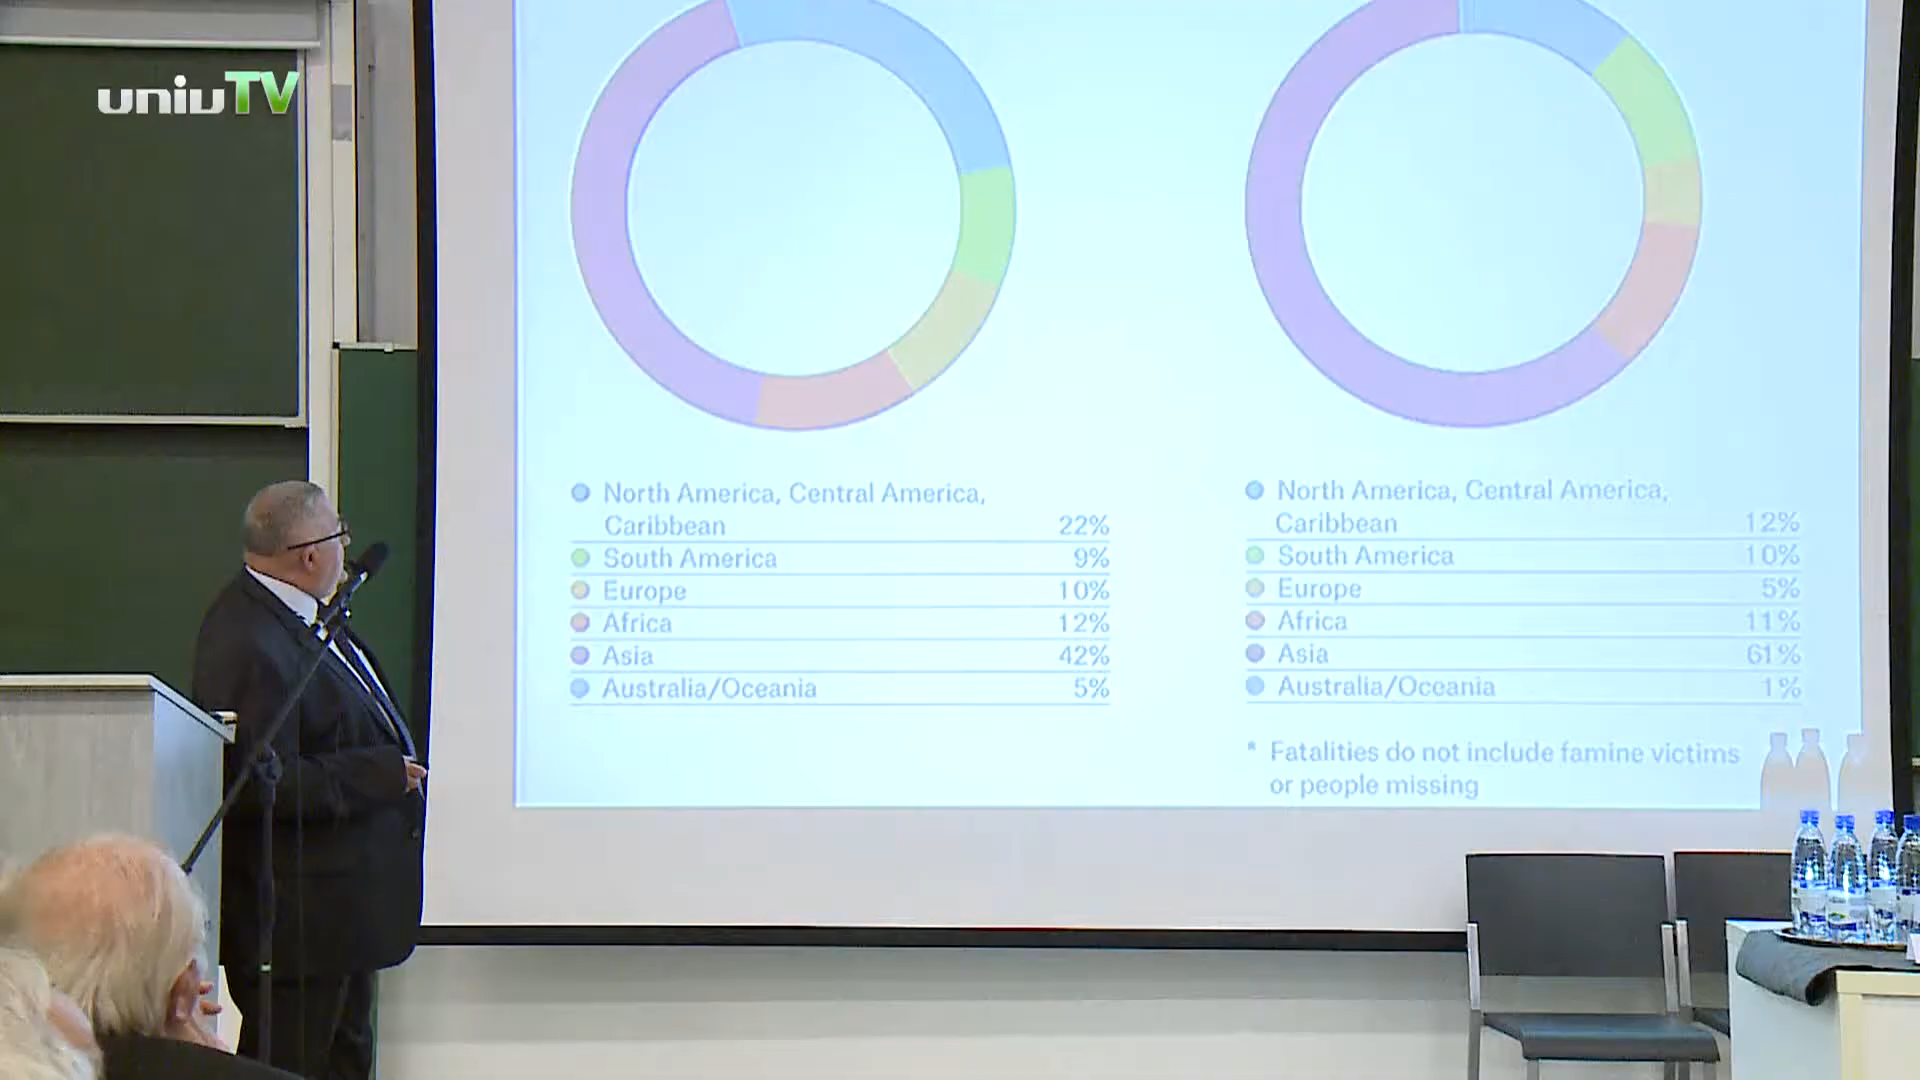 uniuTV
North America, Central America,
Caribbean 22%
South America 9%
Europe 10%
Africa 12%
Asia 42%
Australia/Oceania 5%
North America, Central America,
Caribbean 12%
South America 10%
Europe 5%
Africa 11%
Asia 61%
Australia/Oceania 1%
* Fatalities do not include famine victims
or people missing